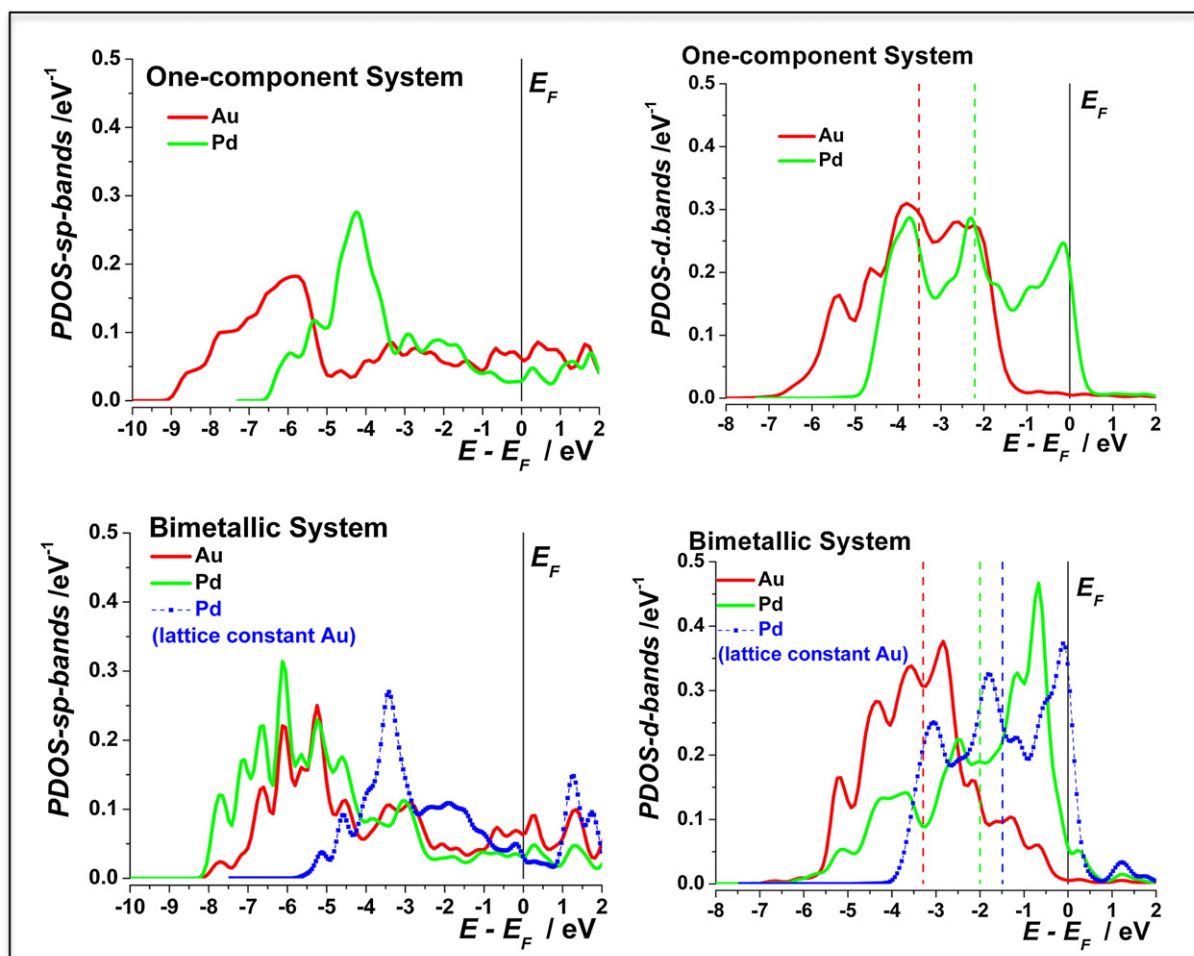 One-component System
E_F
Au
Pd
PDOS-sp-bands /eV⁻¹
0.5
0.4
0.3
0.2
0.1
0.0
-10 -9 -8 -7 -6 -5 -4 -3 -2 -1 0 1 2
E - E_F / eV
One-component System
E_F
Au
Pd
PDOS-d.bands /eV⁻¹
0.5
0.4
0.3
0.2
0.1
0.0
-8 -7 -6 -5 -4 -3 -2 -1 0 1 2
E - E_F / eV
Bimetallic System
Au
E_F
Pd
Pd
(lattice constant Au)
PDOS-sp-bands /eV⁻¹
0.5
0.4
0.3
0.2
0.1
0.0
-10 -9 -8 -7 -6 -5 -4 -3 -2 -1 0 1 2
E - E_F / eV
Bimetallic System
Au
E_F
Pd
Pd
(lattice constant Au)
PDOS-d-bands /eV⁻¹
0.5
0.4
0.3
0.2
0.1
0.0
-8 -7 -6 -5 -4 -3 -2 -1 0 1 2
E - E_F / eV